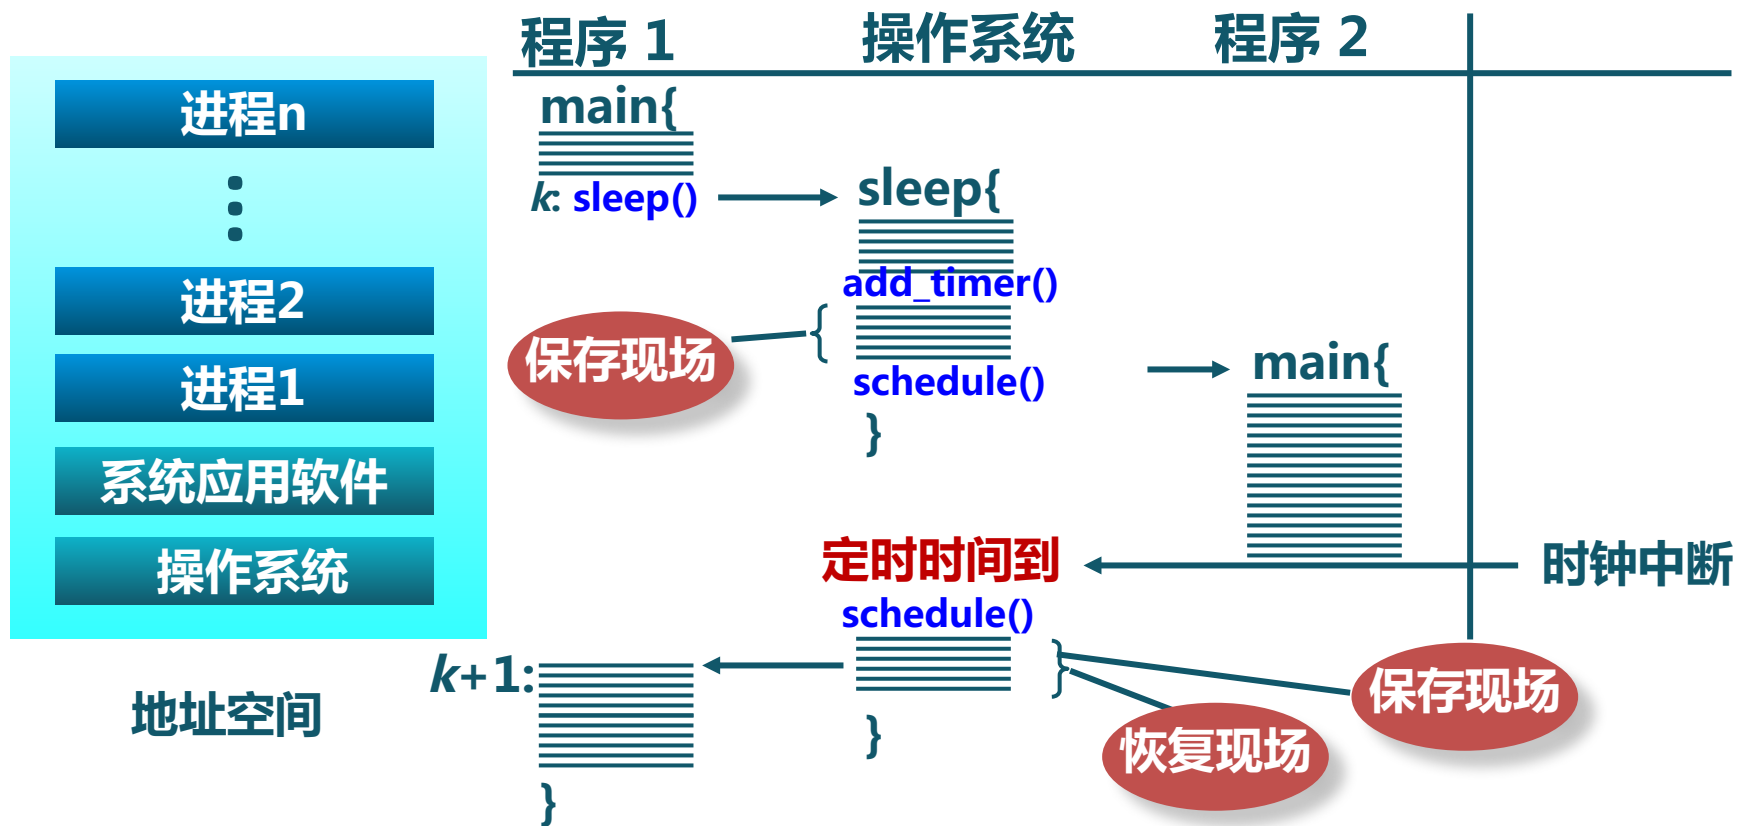 进程n
进程2
进程1
系统应用软件
操作系统
地址空间
程序 1
操作系统
程序 2
main{
k: sleep()
sleep{
add_timer()
保存现场
schedule()
}
main{
定时时间到
时钟中断
schedule()
k+1:
保存现场
恢复现场
}
}